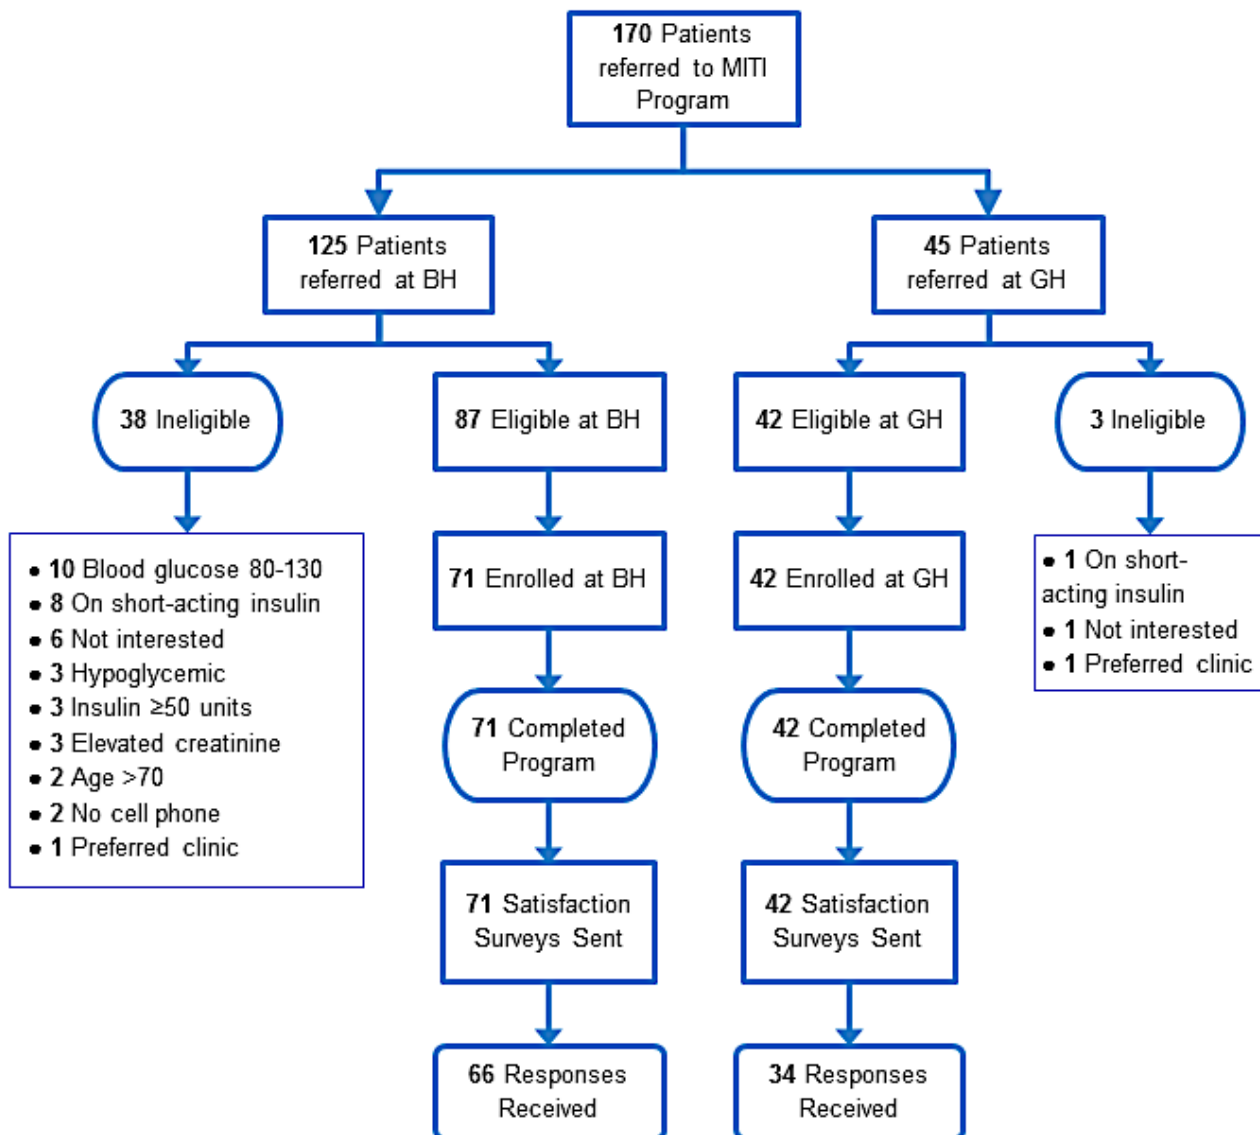 170 Patients
referred to MITI
Program
125 Patients
referred at BH
45 Patients
referred at GH
38 Ineligible
87 Eligible at BH
42 Eligible at GH
3 Ineligible
• 10 Blood glucose 80-130
• 8 On short-acting insulin
• 6 Not interested
• 3 Hypoglycemic
• 3 Insulin ≥50 units
• 3 Elevated creatinine
• 2 Age >70
• 2 No cell phone
• 1 Preferred clinic
71 Enrolled at BH
42 Enrolled at GH
• 1 On short-
acting insulin
• 1 Not interested
• 1 Preferred clinic
71 Completed
Program
42 Completed
Program
71 Satisfaction
Surveys Sent
42 Satisfaction
Surveys Sent
66 Responses
Received
34 Responses
Received